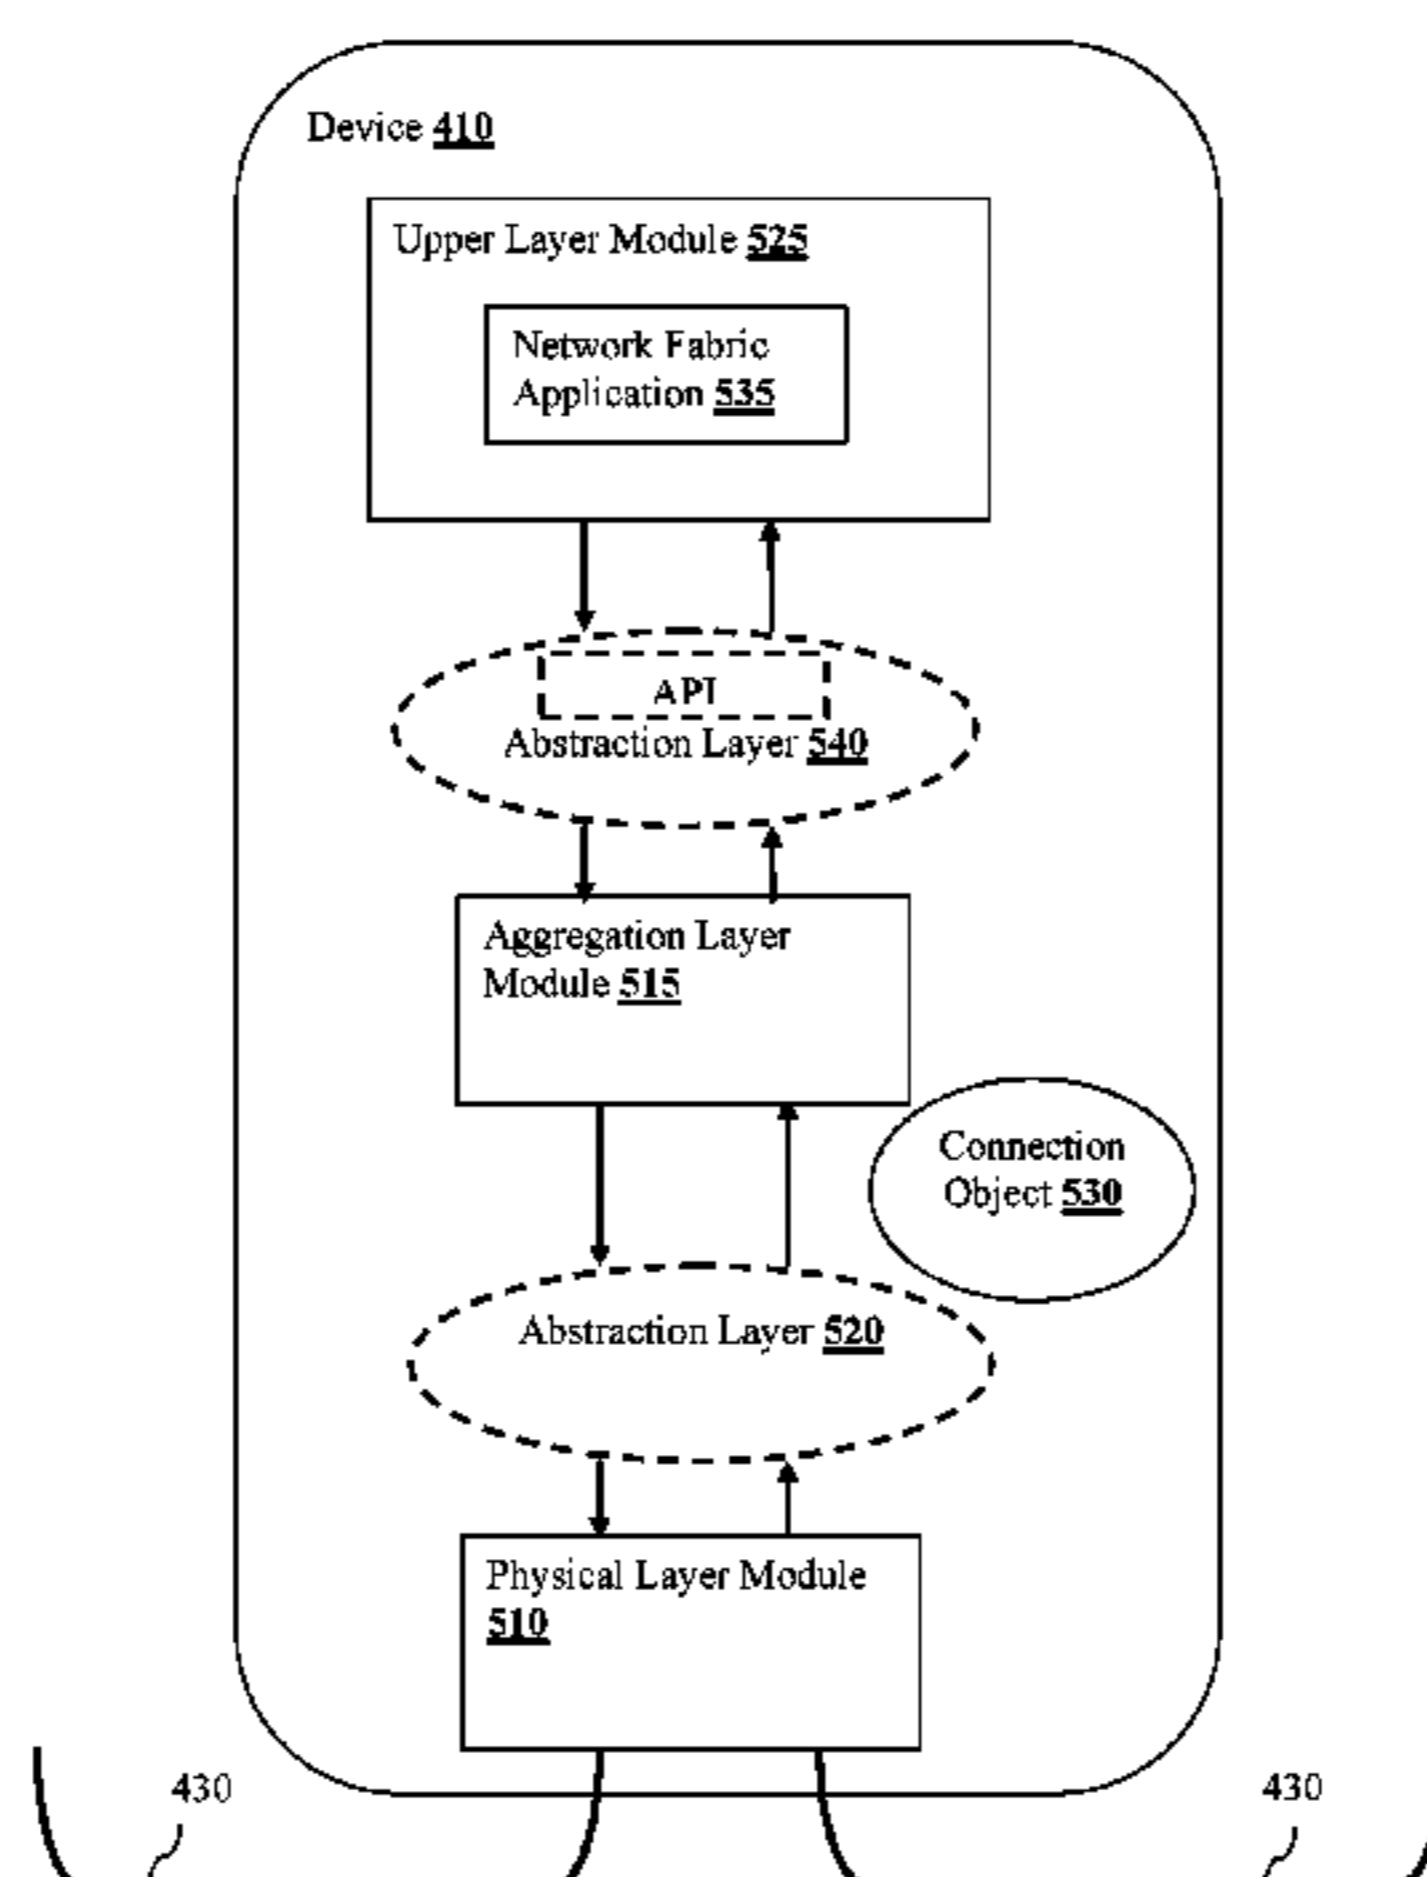 Device 410
Upper Layer Module 525
Network Fabric
Application 535
API
Abstraction Layer 540
Aggregation Layer
Module 515
Connection
Object 530
Abstraction Layer 520
Physical Layer Module
510
430
430